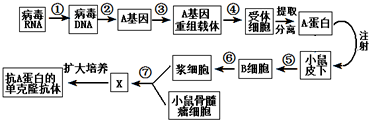 病毒RNA ① 病毒DNA ② A基因 ③ A基因重组载体 ④ 受体细胞 提取 分离 A蛋白
注射
抗A蛋白的单克隆抗体 扩大培养 X ⑦ 浆细胞 ⑥ B细胞 ⑤ 小鼠皮下
小鼠骨髓瘤细胞